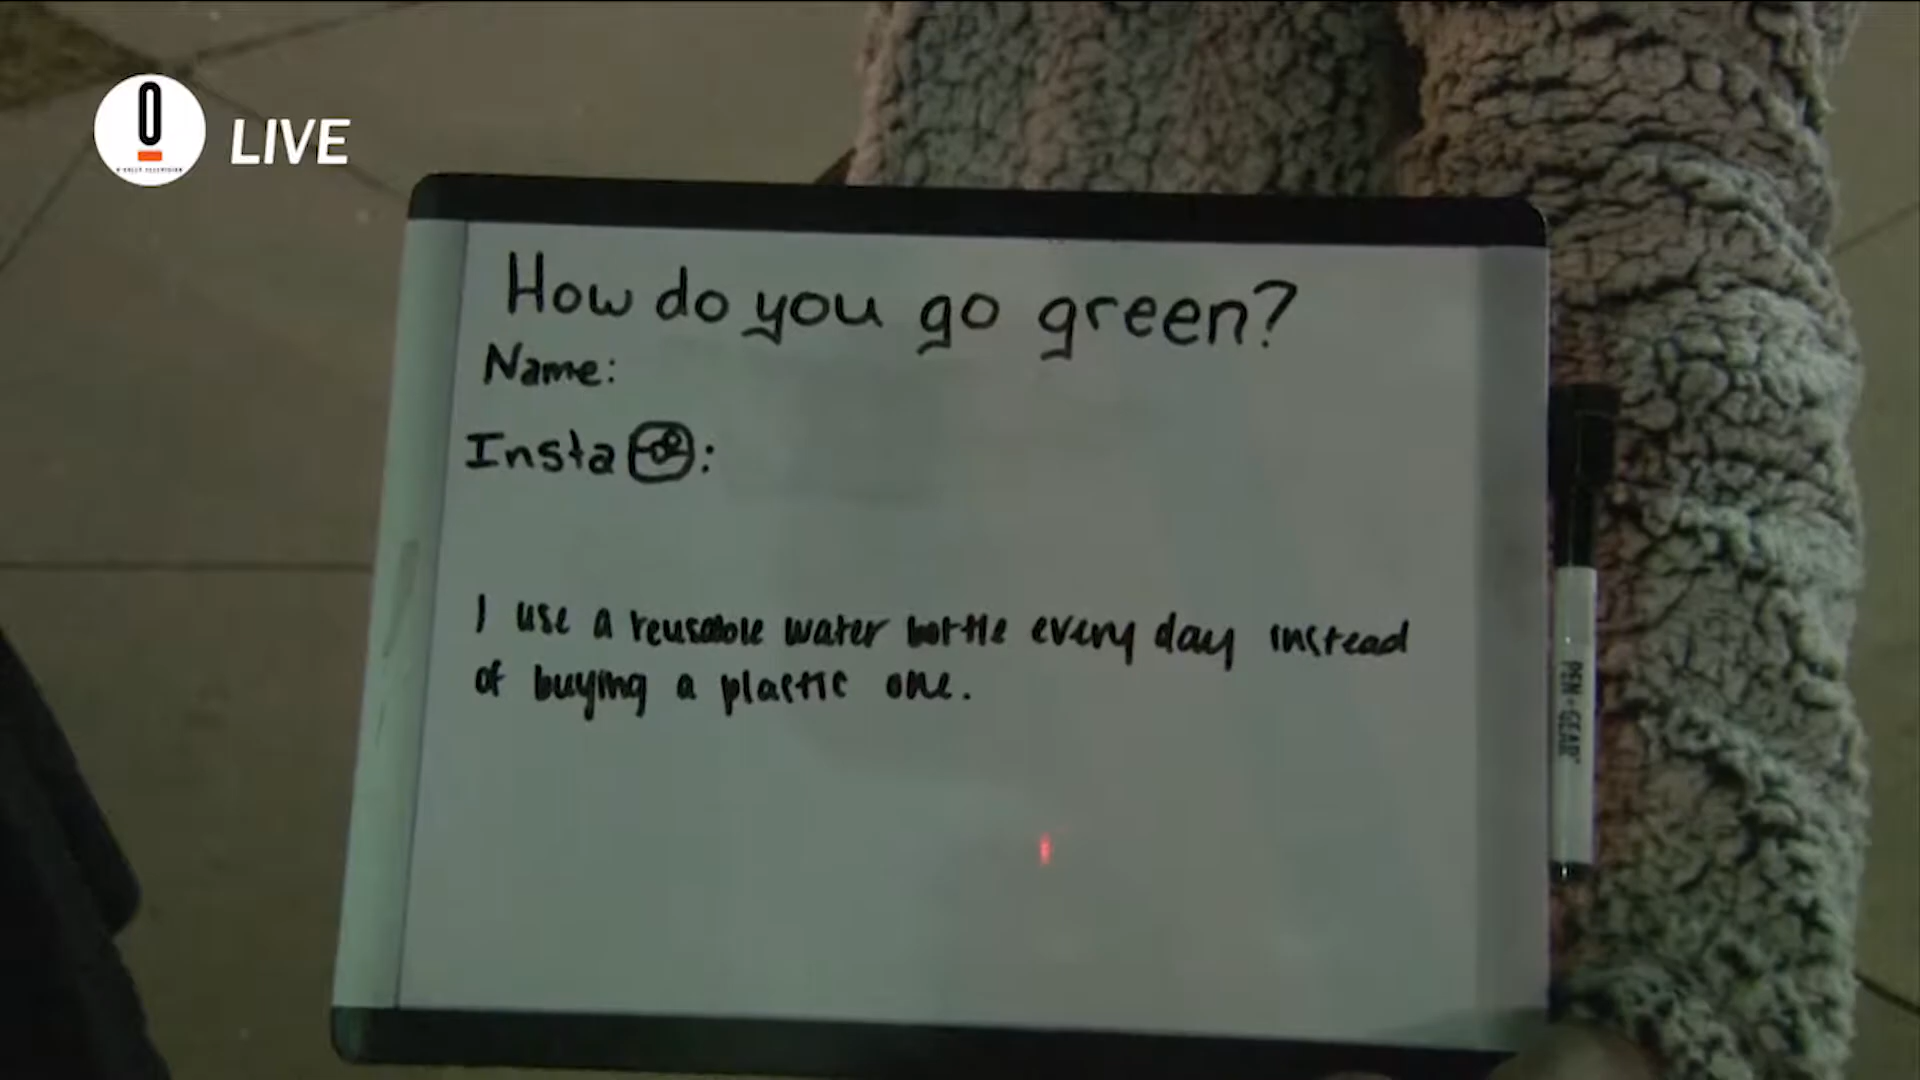 LIVE
How do you go green?
Name:
Insta :
I use a reusable water bottle every day instead
of buying a plastic one.
PEN+GEAR